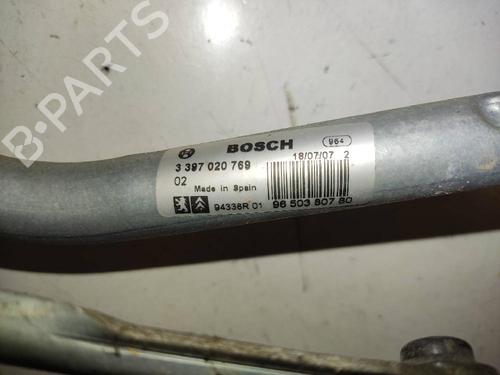 B-PARTS
BOSCH
964
3 397 020 769
18/07/07 2
02
Made in Spain
94336R 01
96 503 807 80